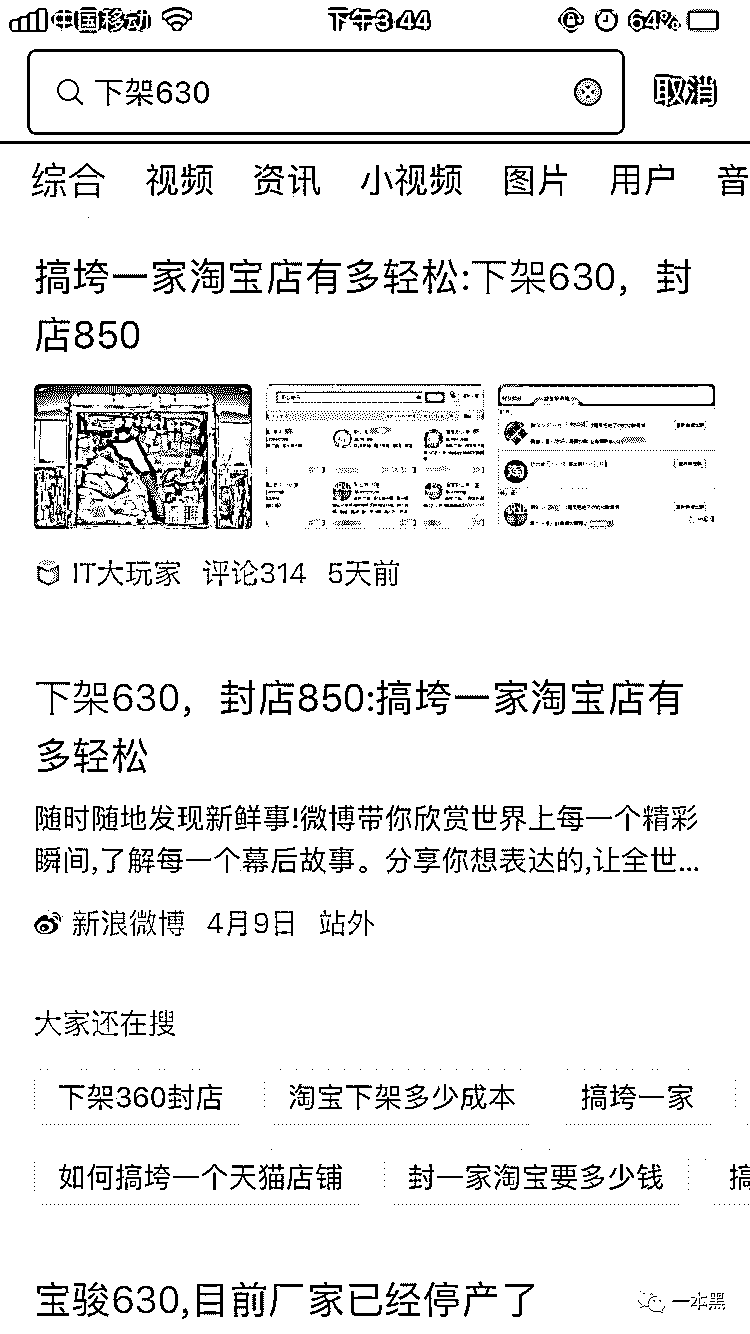 中国移动 下午3:44 64%
下架630 取消
综合 视频 资讯 小视频 图片 用户 音
搞垮一家淘宝店有多轻松:下架630，封
店850
IT大玩家 评论314 5天前
下架630，封店850:搞垮一家淘宝店有
多轻松
随时随地发现新鲜事!微博带你欣赏世界上每一个精彩
瞬间,了解每一个幕后故事。分享你想表达的,让全世...
新浪微博 4月9日 站外
大家还在搜
下架360封店 淘宝下架多少成本 搞垮一家
如何搞垮一个天猫店铺 封一家淘宝要多少钱 搞
宝骏630,目前厂家已经停产了
一本黑